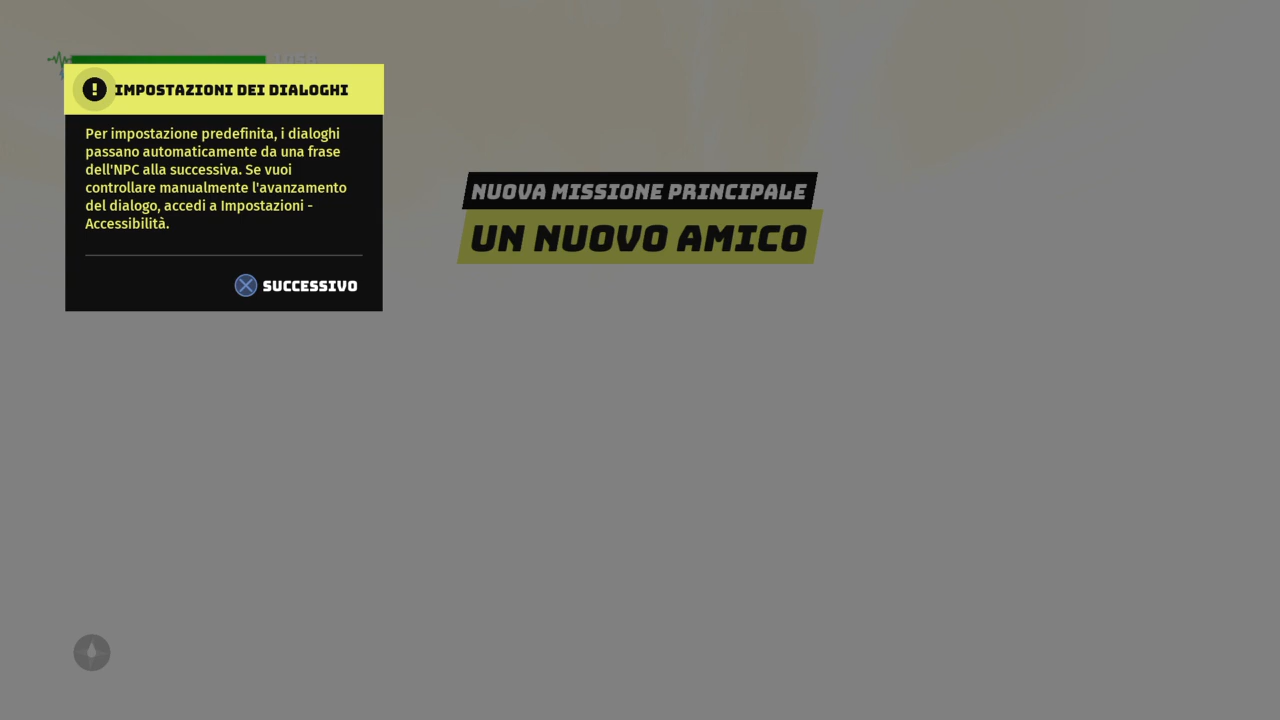 IMPOSTAZIONI DEI DIALOGHI
Per impostazione predefinita, i dialoghi
passano automaticamente da una frase
dell'NPC alla successiva. Se vuoi
controllare manualmente l'avanzamento
del dialogo, accedi a Impostazioni -
Accessibilità.
SUCCESSIVO
NUOVA MISSIONE PRINCIPALE
UN NUOVO AMICO